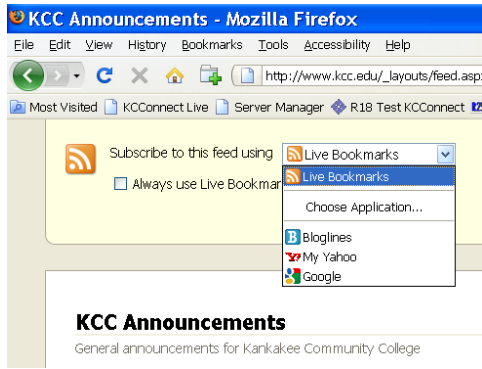 KCC Announcements - Mozilla Firefox
File Edit View History Bookmarks Tools Accessibility Help
http://www.kcc.edu/_layouts/feed.asp
Most Visited KCConnect Live Server Manager R18 Test KCConnect
Subscribe to this feed using Live Bookmarks
Live Bookmarks
Always use Live Bookmar
Choose Application...
Bloglines
My Yahoo
Google
KCC Announcements
General announcements for Kankakee Community College